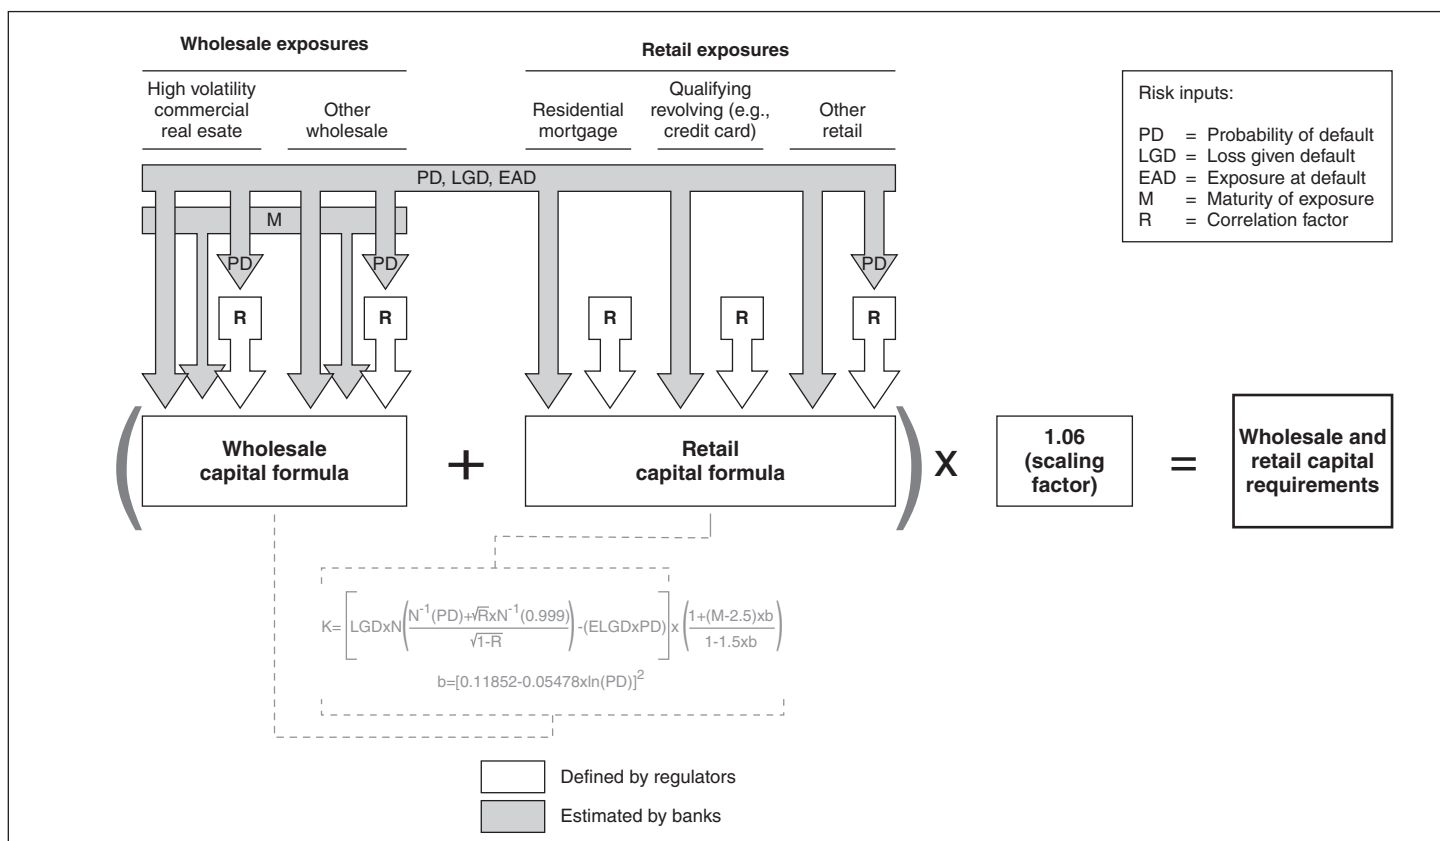 Wholesale exposures
Retail exposures
High volatility
commercial
real esate
Other
wholesale
Residential
mortgage
Qualifying
revolving (e.g.,
credit card)
Other
retail
Risk inputs:
PD = Probability of default
LGD = Loss given default
EAD = Exposure at default
M = Maturity of exposure
R = Correlation factor
PD, LGD, EAD
M
PD
PD
PD
R
R
R
R
R
(
Wholesale
capital formula
+
Retail
capital formula
)
x
1.06
(scaling
factor)
=
Wholesale and
retail capital
requirements
K=[LGDxN(N⁻¹(PD)+√RxN⁻¹(0.999)/√1-R)-(ELGDxPD)]x(1+(M-2.5)xb/1-1.5xb)
b=[0.11852-0.05478xln(PD)]²
Defined by regulators
Estimated by banks